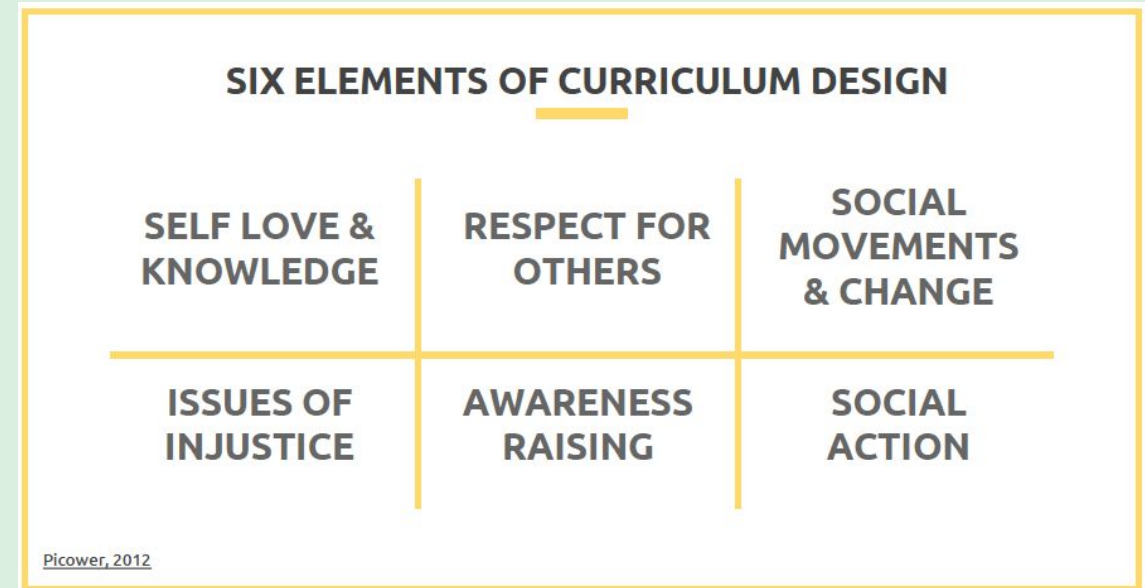 SIX ELEMENTS OF CURRICULUM DESIGN
SELF LOVE &
KNOWLEDGE
RESPECT FOR
OTHERS
SOCIAL
MOVEMENTS
& CHANGE
ISSUES OF
INJUSTICE
AWARENESS
RAISING
SOCIAL
ACTION
Picower, 2012